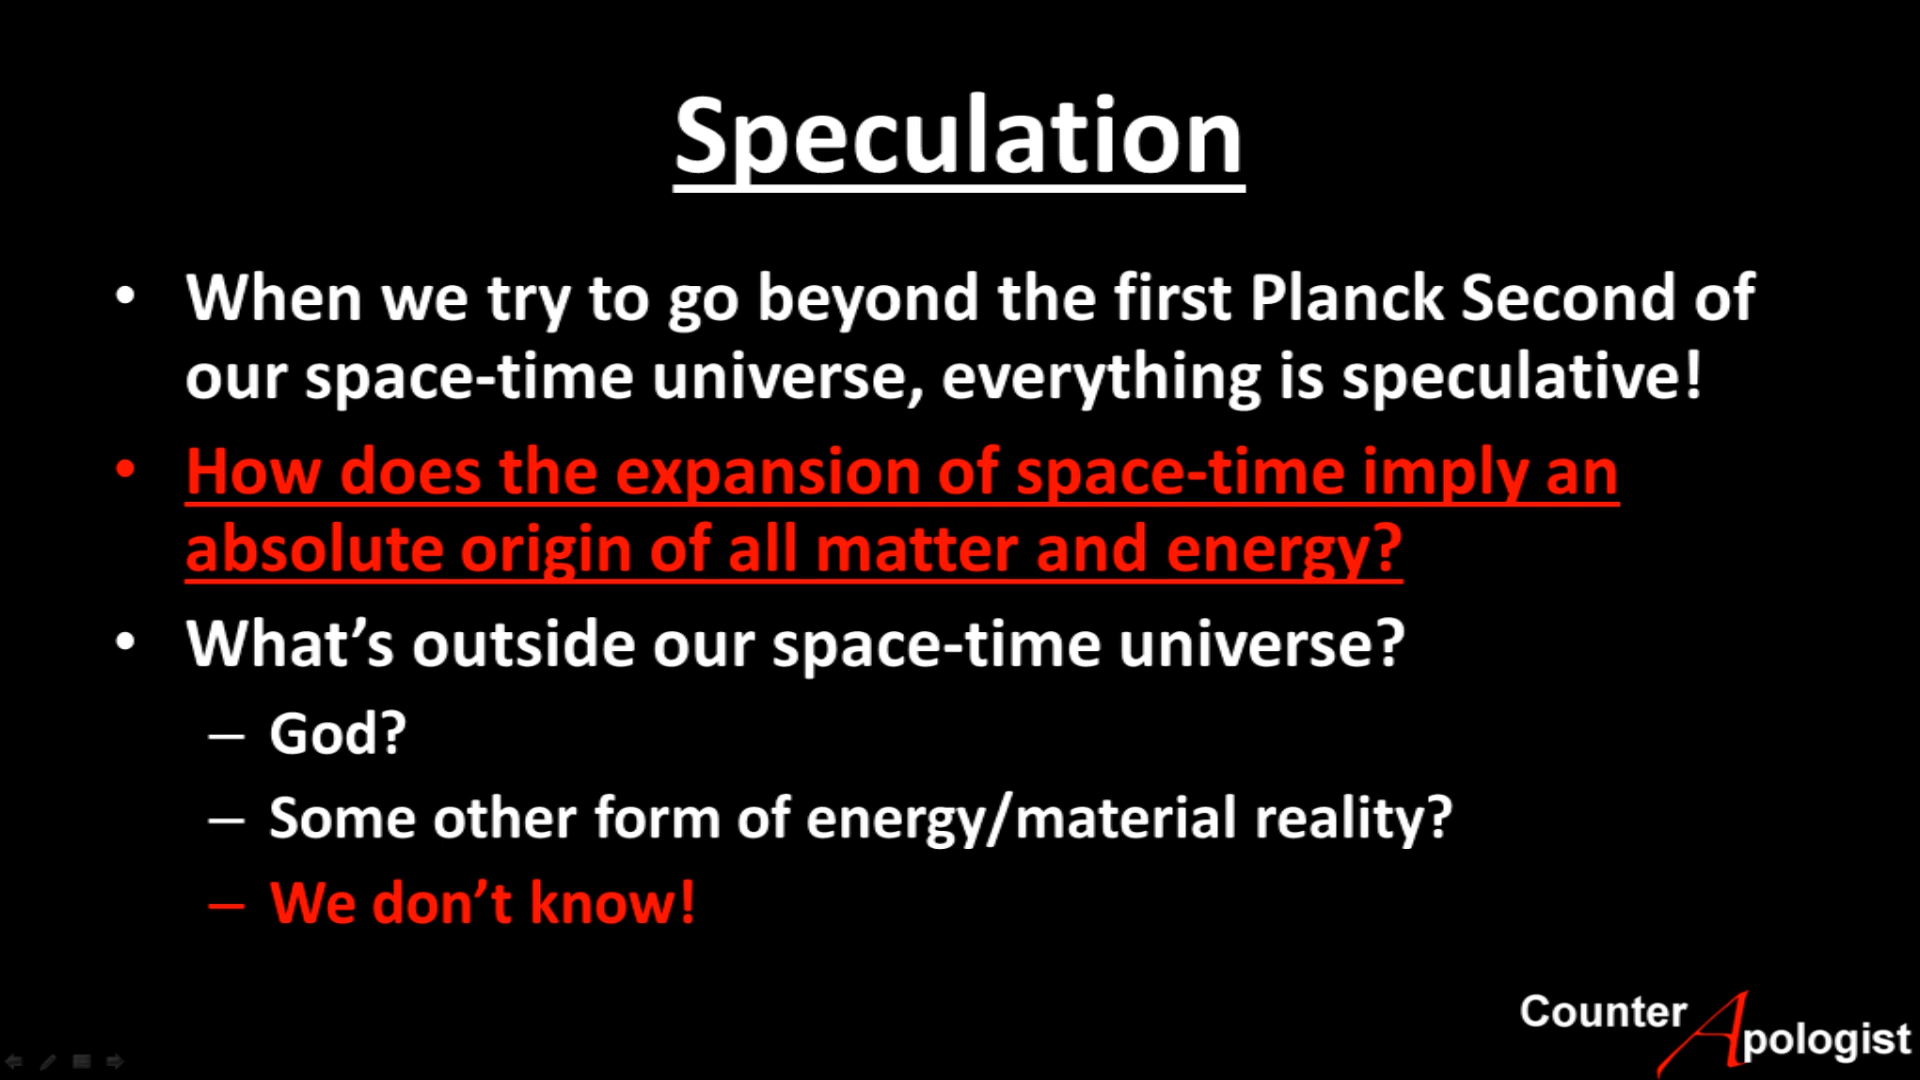 Speculation
• When we try to go beyond the first Planck Second of
our space-time universe, everything is speculative!
• How does the expansion of space-time imply an
absolute origin of all matter and energy?
• What’s outside our space-time universe?
– God?
– Some other form of energy/material reality?
– We don’t know!
Counter
Apologist